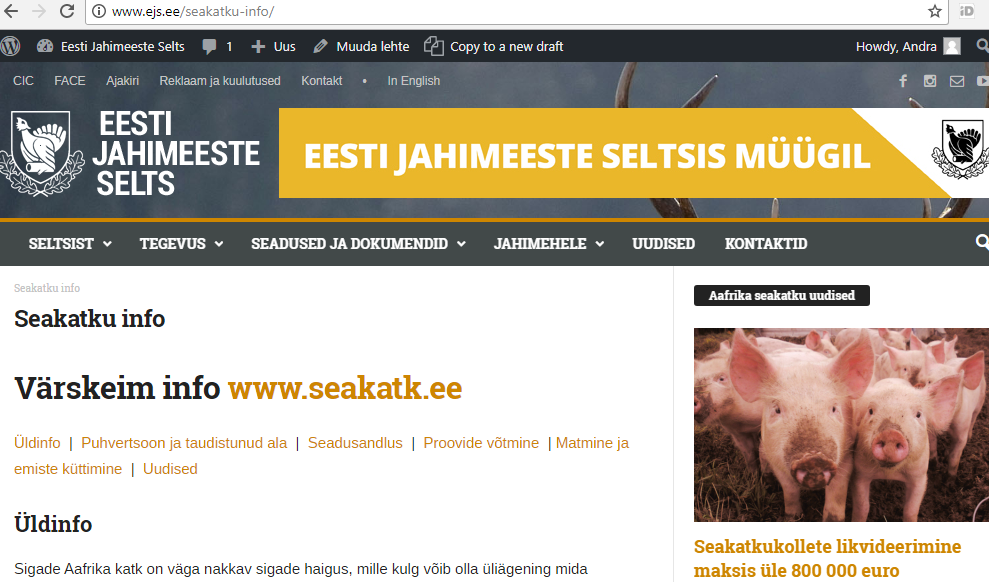 www.ejs.ee/seakatku-info/
Eesti Jahimeeste Selts 1 Uus Muuda lehte Copy to a new draft Howdy, Andra
CIC FACE Ajakiri Reklaam ja kuulutused Kontakt • In English
EESTI
JAHIMEESTE
SELTS
EESTI JAHIMEESTE SELTSIS MÜÜGIL
SELTSIST TEGEVUS SEADUSED JA DOKUMENDID JAHIMEHELE UUDISED KONTAKTID
Seakatku info
Seakatku info
Värskeim info www.seakatk.ee
Üldinfo | Puhvertsoon ja taudistunud ala | Seadusandlus | Proovide võtmine | Matmine ja
emiste küttimine | Uudised
Üldinfo
Sigade Aafrika katk on väga nakkav sigade haigus, mille kulg võib olla üliägening mida
Aafrika seakatku uudised
Seakatkukollete likvideerimine
maksis üle 800 000 euro